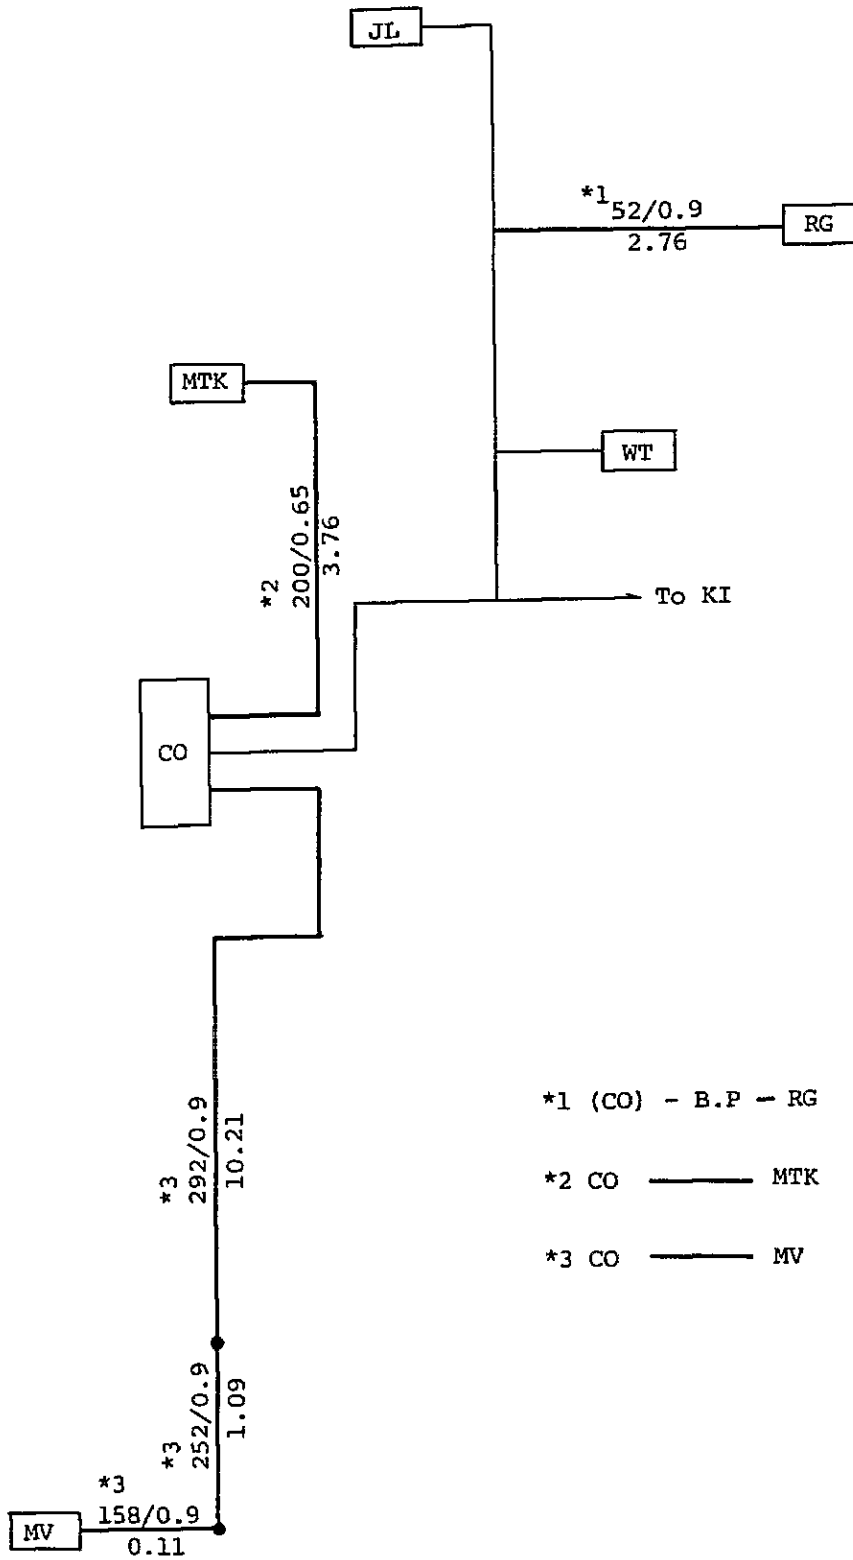 JL
*1
52/0.9
2.76
RG
MTK
WT
*2
200/0.65
3.76
To KI
CO
*3
292/0.9
10.21
*1 (CO) - B.P - RG
*2 CO ——— MTK
*3 CO ——— MV
*3
252/0.9
1.09
*3
158/0.9
0.11
MV